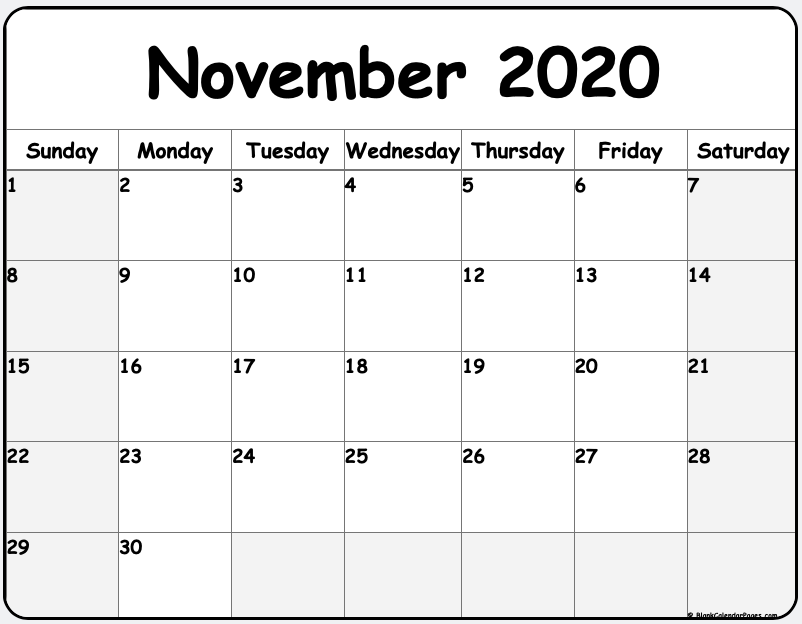 November 2020
Sunday Monday Tuesday Wednesday Thursday Friday Saturday
1 2 3 4 5 6 7
8 9 10 11 12 13 14
15 16 17 18 19 20 21
22 23 24 25 26 27 28
29 30
© BlankCalendarPages.com